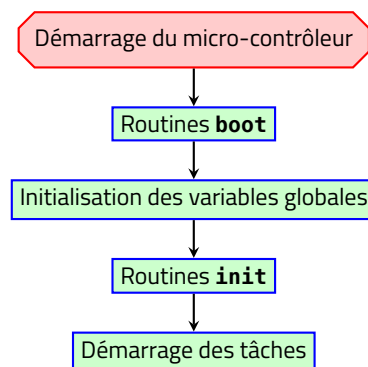 Démarrage du micro-contrôleur
Routines boot
Initialisation des variables globales
Routines init
Démarrage des tâches